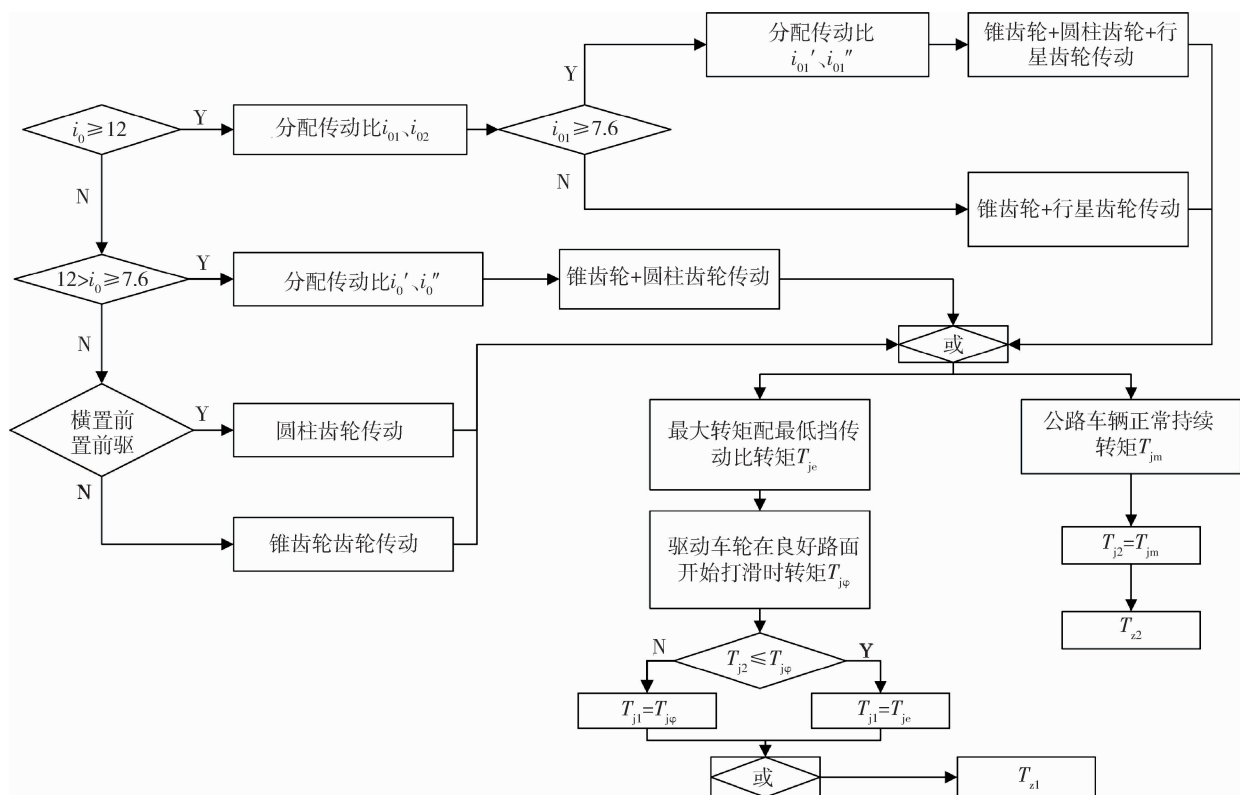 分配传动比
i01′、i01″
锥齿轮+圆柱齿轮+行
星齿轮传动
Y
i0≥12
Y
分配传动比i01、i02
i01≥7.6
N
N
锥齿轮+行星齿轮传动
12>i0≥7.6
Y
分配传动比i0′、i0″
锥齿轮+圆柱齿轮传动
N
或
横置前
置前驱
Y
圆柱齿轮传动
最大转矩配最低挡传
动比转矩Tje
公路车辆正常持续
转矩Tjm
N
锥齿轮齿轮传动
驱动车轮在良好路面
开始打滑时转矩Tjφ
Tj2=Tjm
Tz2
N
Tj2≤Tjφ
Y
Tj1=Tjφ
Tj1=Tje
或
Tz1